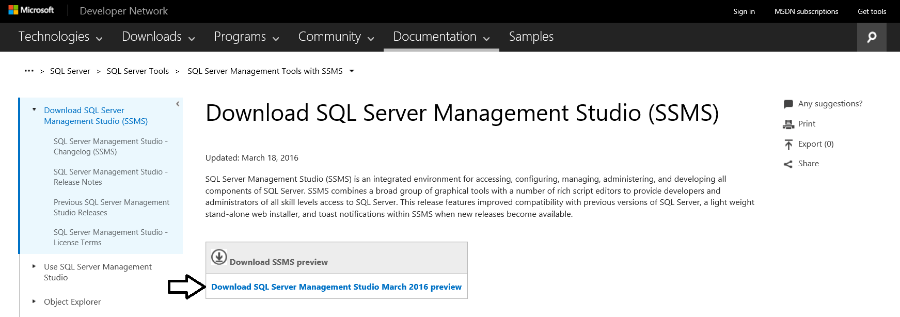 Microsoft Developer Network Sign in MSDN subscriptions Get tools
Technologies Downloads Programs Community Documentation Samples
··· > SQL Server > SQL Server Tools > SQL Server Management Tools with SSMS
Download SQL Server
Management Studio (SSMS)
SQL Server Management Studio -
Changelog (SSMS)
SQL Server Management Studio -
Release Notes
Previous SQL Server Management
Studio Releases
SQL Server Management Studio -
License Terms
Use SQL Server Management
Studio
Object Explorer
Download SQL Server Management Studio (SSMS)
Updated: March 18, 2016
SQL Server Management Studio (SSMS) is an integrated environment for accessing, configuring, managing, administering, and developing all
components of SQL Server. SSMS combines a broad group of graphical tools with a number of rich script editors to provide developers and
administrators of all skill levels access to SQL Server. This release features improved compatibility with previous versions of SQL Server, a light weight
stand-alone web installer, and toast notifications within SSMS when new releases become available.
Download SSMS preview
Download SQL Server Management Studio March 2016 preview
Any suggestions?
Print
Export (0)
Share